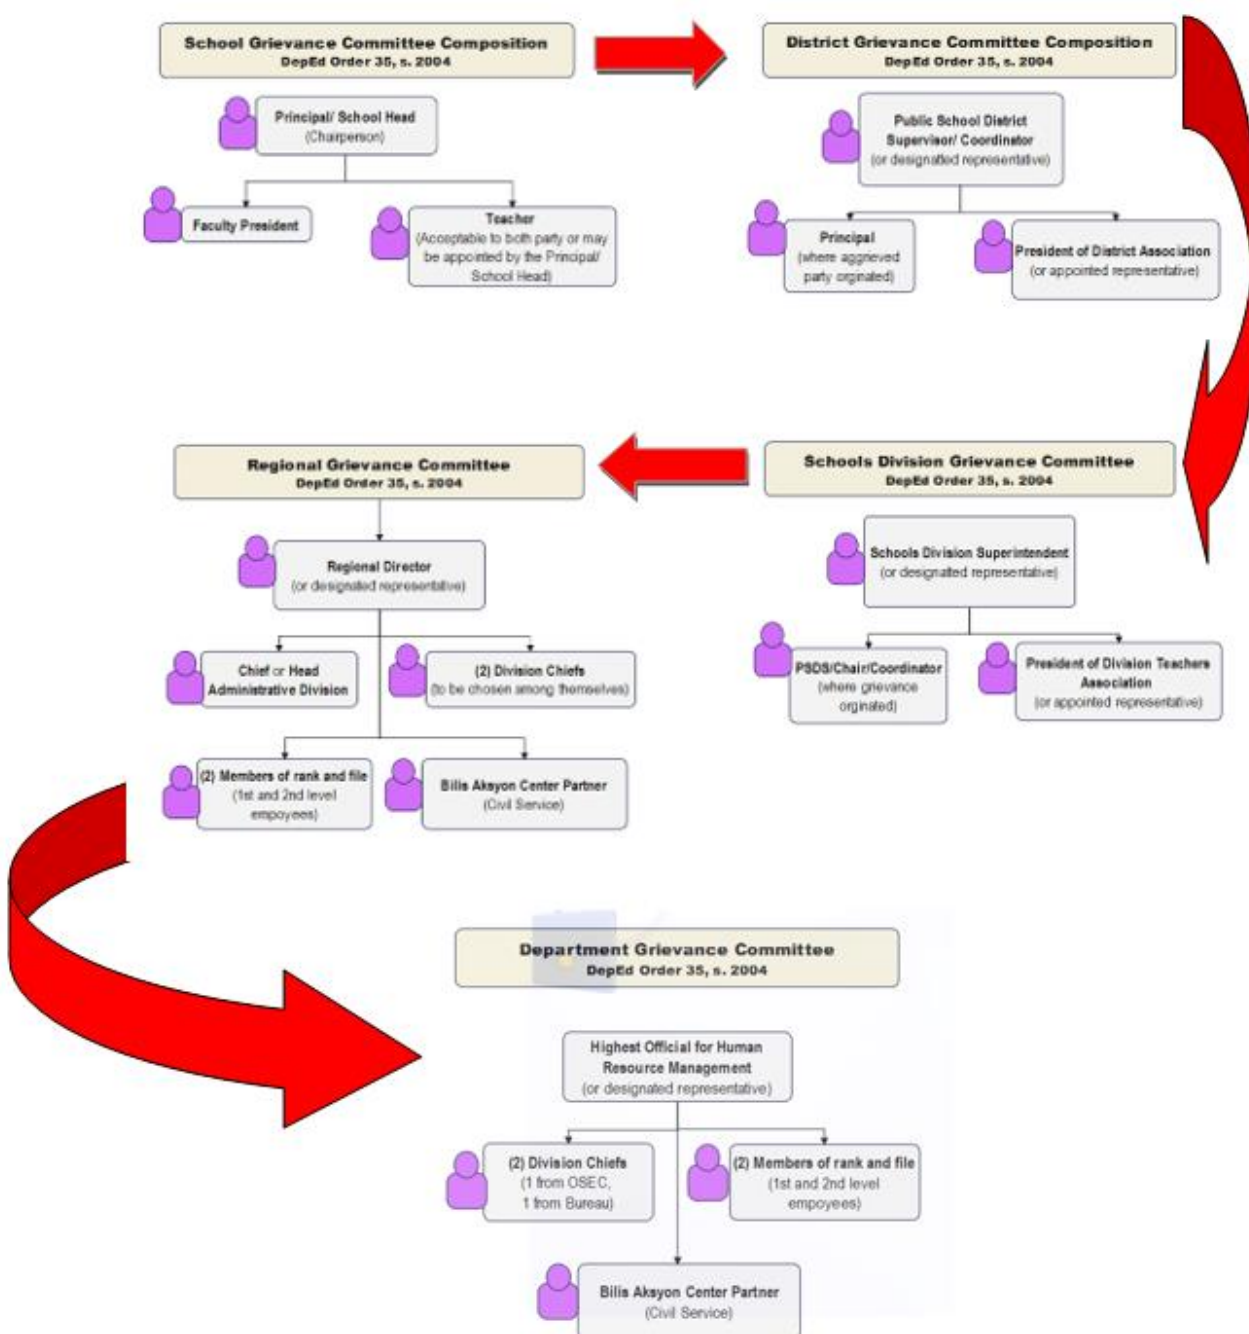 School Grievance Committee Composition
DepEd Order 35, s. 2004
Principal/ School Head
(Chairperson)
Faculty President
Teacher
(Acceptable to both party or may
be appointed by the Principal/
School Head)
District Grievance Committee Composition
DepEd Order 35, s. 2004
Public School District
Supervisor/ Coordinator
(or designatted representative)
Principal
(where aggrieved
party orginated)
President of District Association
(or appointed representative)
Schools Division Grievance Committee
DepEd Order 35, s. 2004
Schools Division Superintendent
(or designatted representative)
PSDS/Chair/Coordinator
(where grievance
orginated)
President of Division Teachers
Association
(or appointed representative)
Regional Grievance Committee
DepEd Order 35, s. 2004
Regional Director
(or designated representative)
Chief or Head
Administrative Division
(2) Division Chiefs
(to be chosen among themselves)
(2) Members of rank and file
(1st and 2nd level
empoyees)
Bilis Aksyon Center Partner
(Civil Service)
Department Grievance Committee
DepEd Order 35, s. 2004
Highest Official for Human
Resource Management
(or designated representative)
(2) Division Chiefs
(1 from OSEC,
1 from Bureau)
(2) Members of rank and file
(1st and 2nd level
empoyees)
Bilis Aksyon Center Partner
(Civil Service)